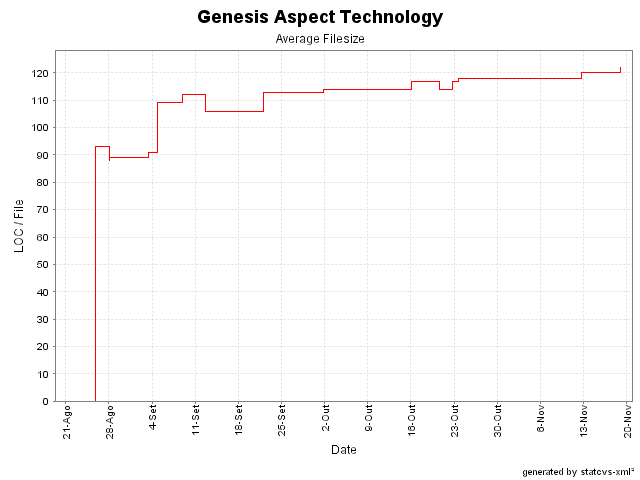 Genesis Aspect Technology
Average Filesize
LOC / File
120
110
100
90
80
70
60
50
40
30
20
10
0
21-Ago
28-Ago
4-Set
11-Set
18-Set
25-Set
2-Out
9-Out
16-Out
23-Out
30-Out
6-Nov
13-Nov
20-Nov
Date
generated by statcvs-xml²